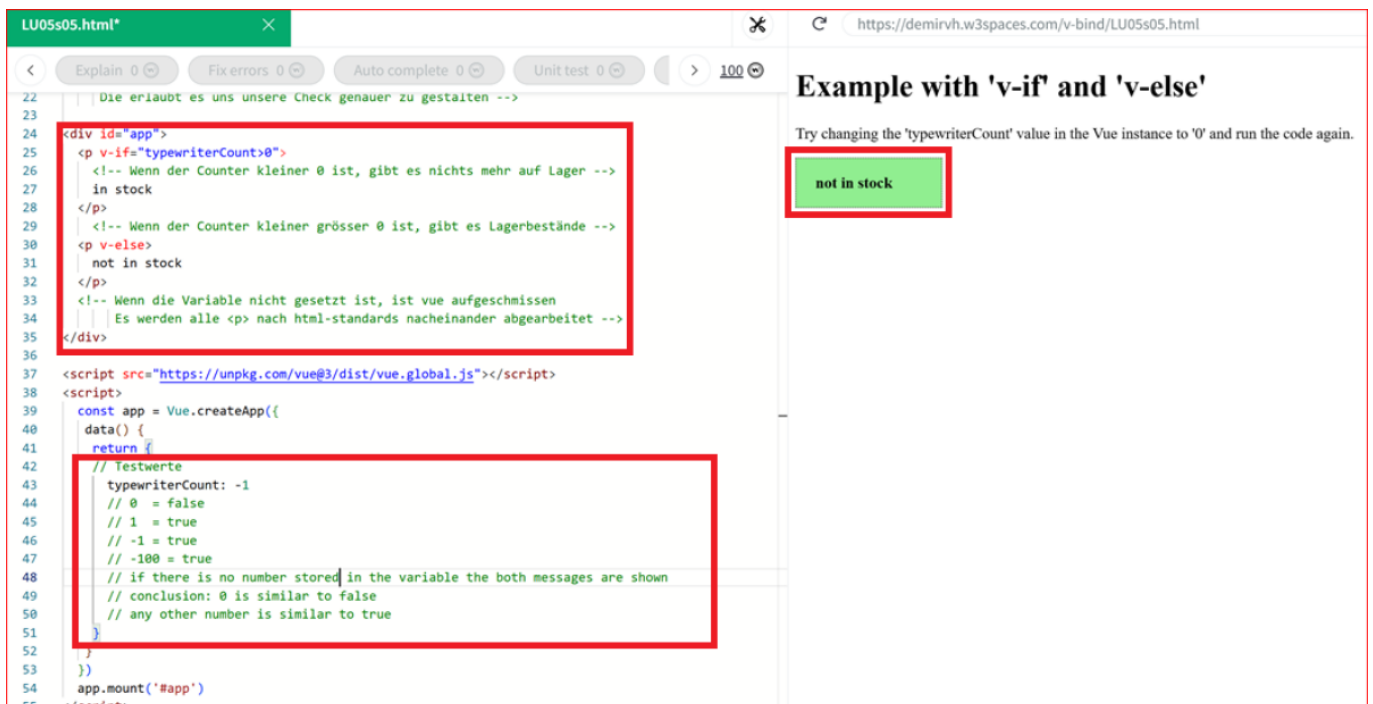 LU05s05.html*
Explain 0
Fix errors 0
Auto complete 0
Unit test 0
100
22 Die erlaubt es uns unsere Check genauer zu gestalten -->
23
24 <div id="app">
25 <p v-if="typewriterCount>0">
26 <!-- Wenn der Counter kleiner 0 ist, gibt es nichts mehr auf Lager -->
27 in stock
28 </p>
29 <!-- Wenn der Counter kleiner grösser 0 ist, gibt es Lagerbestände -->
30 <p v-else>
31 not in stock
32 </p>
33 <!-- Wenn die Variable nicht gesetzt ist, ist vue aufgeschmissen
34 Es werden alle <p> nach html-standards nacheinander abgearbeitet -->
35 </div>
36
37 <script src="https://unpkg.com/vue@3/dist/vue.global.js"></script>
38 <script>
39 const app = Vue.createApp({
40 data() {
41 return {
42 // Testwerte
43 typewriterCount: -1
44 // 0 = false
45 // 1 = true
46 // -1 = true
47 // -100 = true
48 // if there is no number stored in the variable the both messages are shown
49 // conclusion: 0 is similar to false
50 // any other number is similar to true
51 }
52 }
53 })
54 app.mount('#app')
https://demirvh.w3spaces.com/v-bind/LU05s05.html
Example with 'v-if' and 'v-else'
Try changing the 'typewriterCount' value in the Vue instance to '0' and run the code again.
not in stock